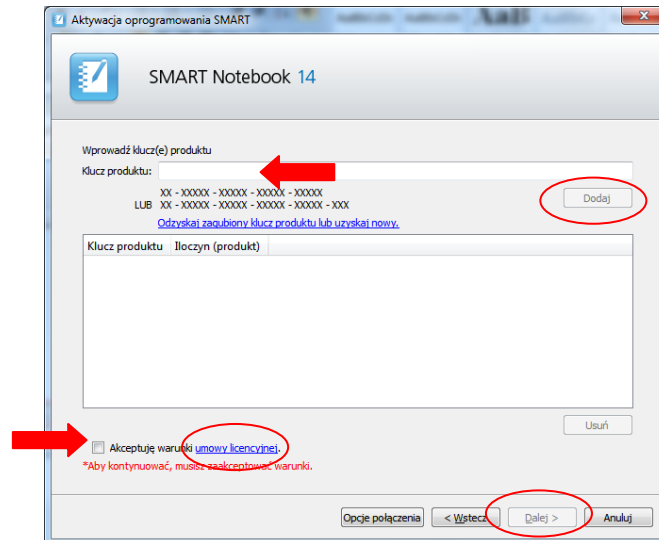 Aktywacja oprogramowania SMART
SMART Notebook 14
Wprowadź klucz(e) produktu
Klucz produktu:
XX - XXXXX - XXXXX - XXXXX - XXXXX
LUB XX - XXXXX - XXXXX - XXXXX - XXXXX - XXX
Dodaj
Odzyskaj zagubiony klucz produktu lub uzyskaj nowy.
Klucz produktu Iloczyn (produkt)
Usuń
Akceptuję warunki umowy licencyjnej.
*Aby kontynuować, musisz zaakceptować warunki.
Opcje połączenia < Wstecz Dalej > Anuluj